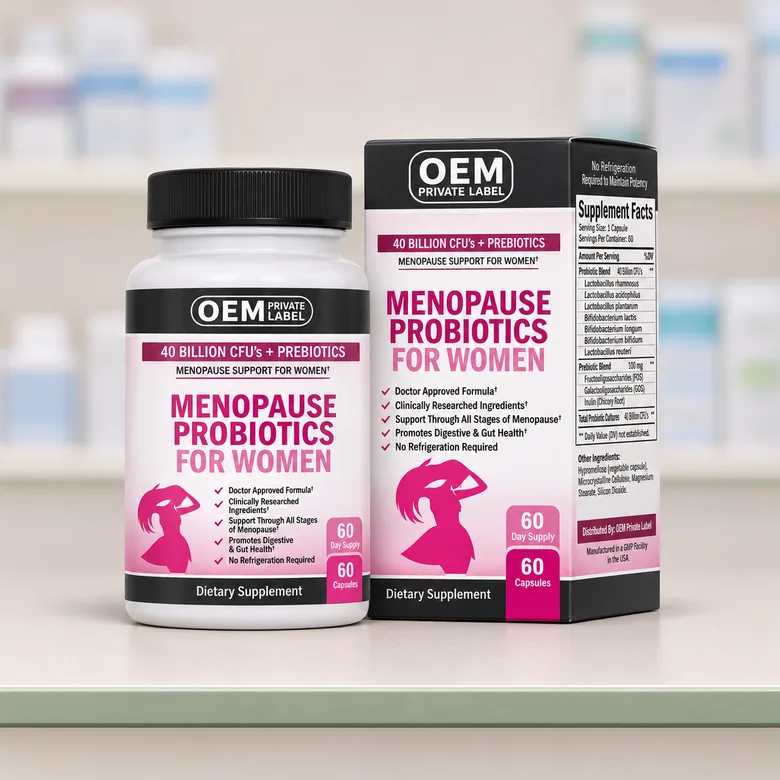 OEM PRIVATE LABEL
40 BILLION CFU's + PREBIOTICS
MENOPAUSE SUPPORT FOR WOMEN†
MENOPAUSE
PROBIOTICS
FOR WOMEN
Doctor Approved Formula†
Clinically Researched
Ingredients†
Support Through All Stages
of Menopause†
Promotes Digestive
& Gut Health†
No Refrigeration Required
60
Day Supply
60
Capsules
Dietary Supplement
OEM
PRIVATE LABEL
40 BILLION CFU's + PREBIOTICS
MENOPAUSE SUPPORT FOR WOMEN†
MENOPAUSE
PROBIOTICS
FOR WOMEN
Doctor Approved Formula†
Clinically Researched Ingredients†
Support Through All Stages of Menopause†
Promotes Digestive & Gut Health†
No Refrigeration Required
60
Day Supply
60
Capsules
Dietary Supplement
No Refrigeration
Required to Maintain Potency
Supplement Facts
Serving Size: 1 Capsule
Servings Per Container: 60
Amount Per Serving %DV
Probiotic Blend 40 Billion CFU's **
Lactobacillus rhamnosus
Lactobacillus acidophilus
Lactobacillus plantarum
Bifidobacterium lactis
Bifidobacterium longum
Bifidobacterium bifidum
Lactobacillus reuteri
Prebiotic Blend 100 mg **
Fructooligosaccharides (FOS)
Galactooligosaccharides (GOS)
Inulin (Chicory Root)
Total Probiotic Cultures 40 Billion CFU's **
** Daily Value (DV) not established.
Other Ingredients:
Hypromellose (vegetable capsule),
Microcrystalline Cellulose, Magnesium
Stearate, Silicon Dioxide.
Distributed By: OEM Private Label
Manufactured in a GMP Facility
in the USA.